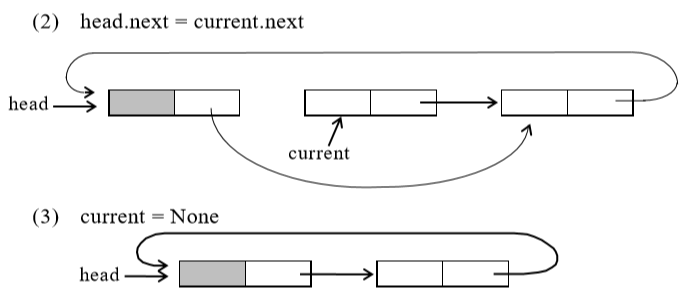 (2) head.next = current.next
head
current
(3) current = None
head